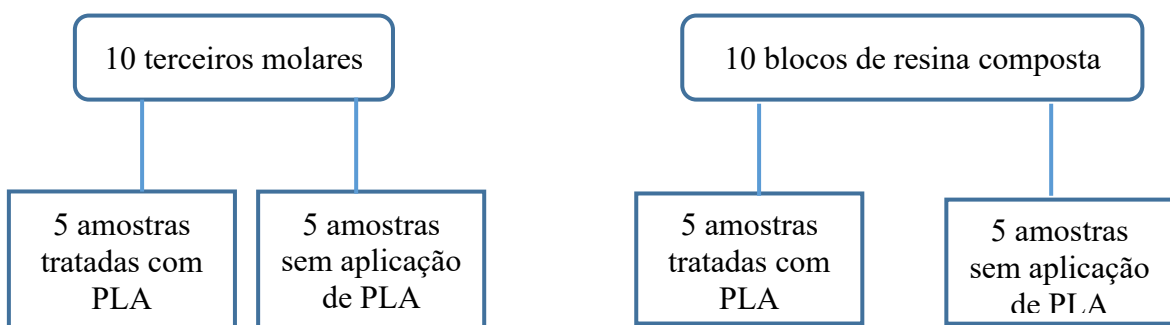 10 terceiros molares
10 blocos de resina composta
5 amostras
tratadas com
PLA
5 amostras
sem aplicação
de PLA
5 amostras
tratadas com
PLA
5 amostras
sem aplicação
de PLA